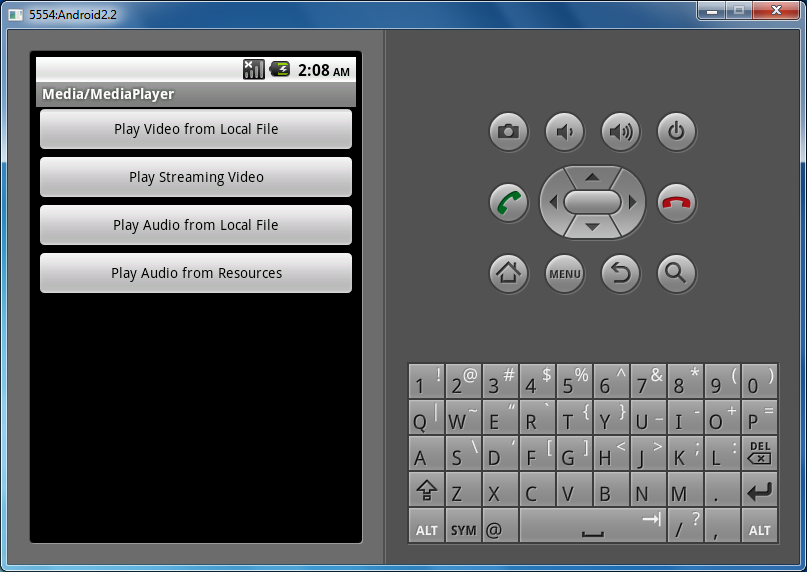 5554:Android2.2
2:08 AM
Media/MediaPlayer
Play Video from Local File
Play Streaming Video
Play Audio from Local File
Play Audio from Resources
MENU
1 ! 2 @ 3 # 4 $ 5 % 6 ^ 7 & 8 * 9 ( 0 )
Q | W ~ E “ R ` T { Y } U _ I - O + P =
A S \ D ‘ F [ G ] H < J > K ; L : DEL
Z X C V B N M .
ALT SYM @ / ? , ALT